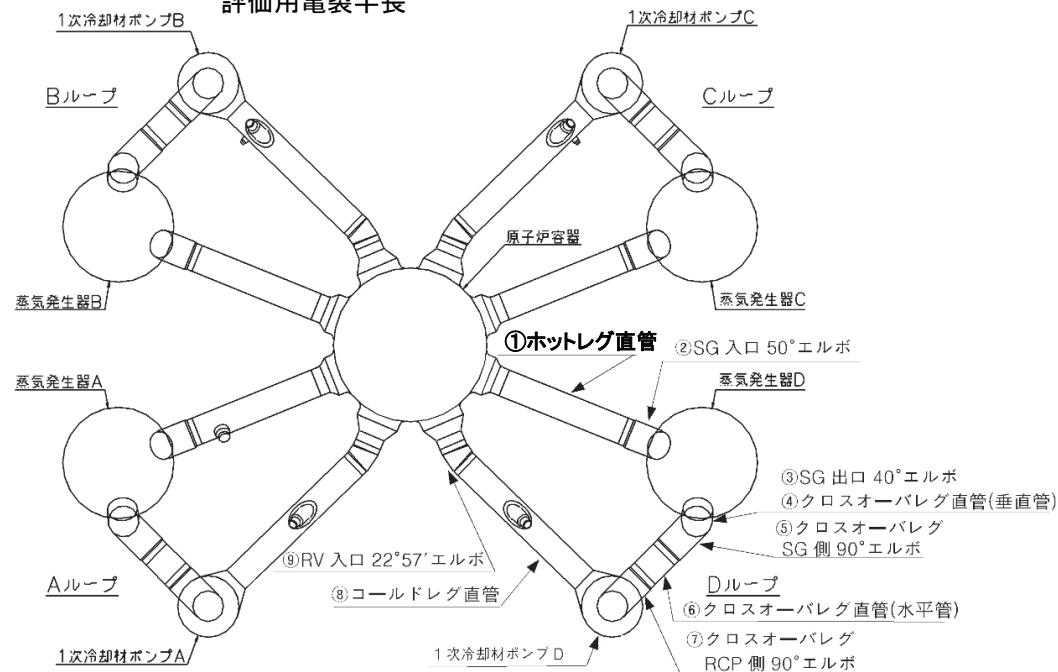 評価用亀裂半長
1次冷却材ポンプB
1次冷却材ポンプC
Bループ
Cループ
原子炉容器
蒸気発生器B
蒸気発生器C
①ホットレグ直管
②SG 入口 50°エルボ
蒸気発生器A
蒸気発生器D
③SG 出口 40°エルボ
④クロスオーバレグ直管(垂直管)
⑤クロスオーバレグ
SG 側 90°エルボ
⑨RV 入口 22°57′エルボ
Aループ
⑧コールドレグ直管
Dループ
⑥クロスオーバレグ直管(水平管)
⑦クロスオーバレグ
RCP 側 90°エルボ
1次冷却材ポンプA
1次冷却材ポンプD